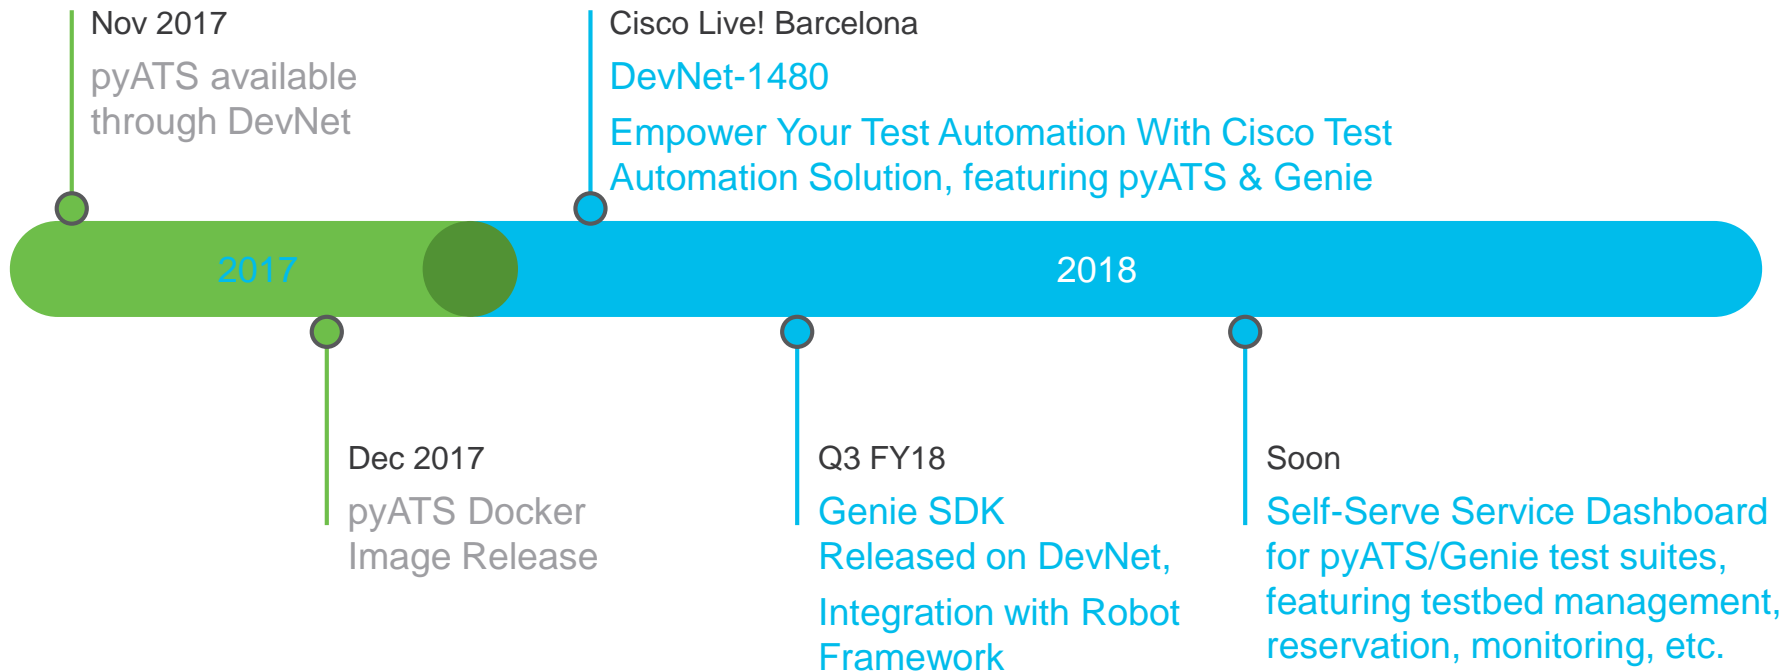 Nov 2017
pyATS available
through DevNet
Cisco Live! Barcelona
DevNet-1480
Empower Your Test Automation With Cisco Test
Automation Solution, featuring pyATS & Genie
2017
2018
Dec 2017
pyATS Docker
Image Release
Q3 FY18
Genie SDK
Released on DevNet,
Integration with Robot
Framework
Soon
Self-Serve Service Dashboard
for pyATS/Genie test suites,
featuring testbed management,
reservation, monitoring, etc.